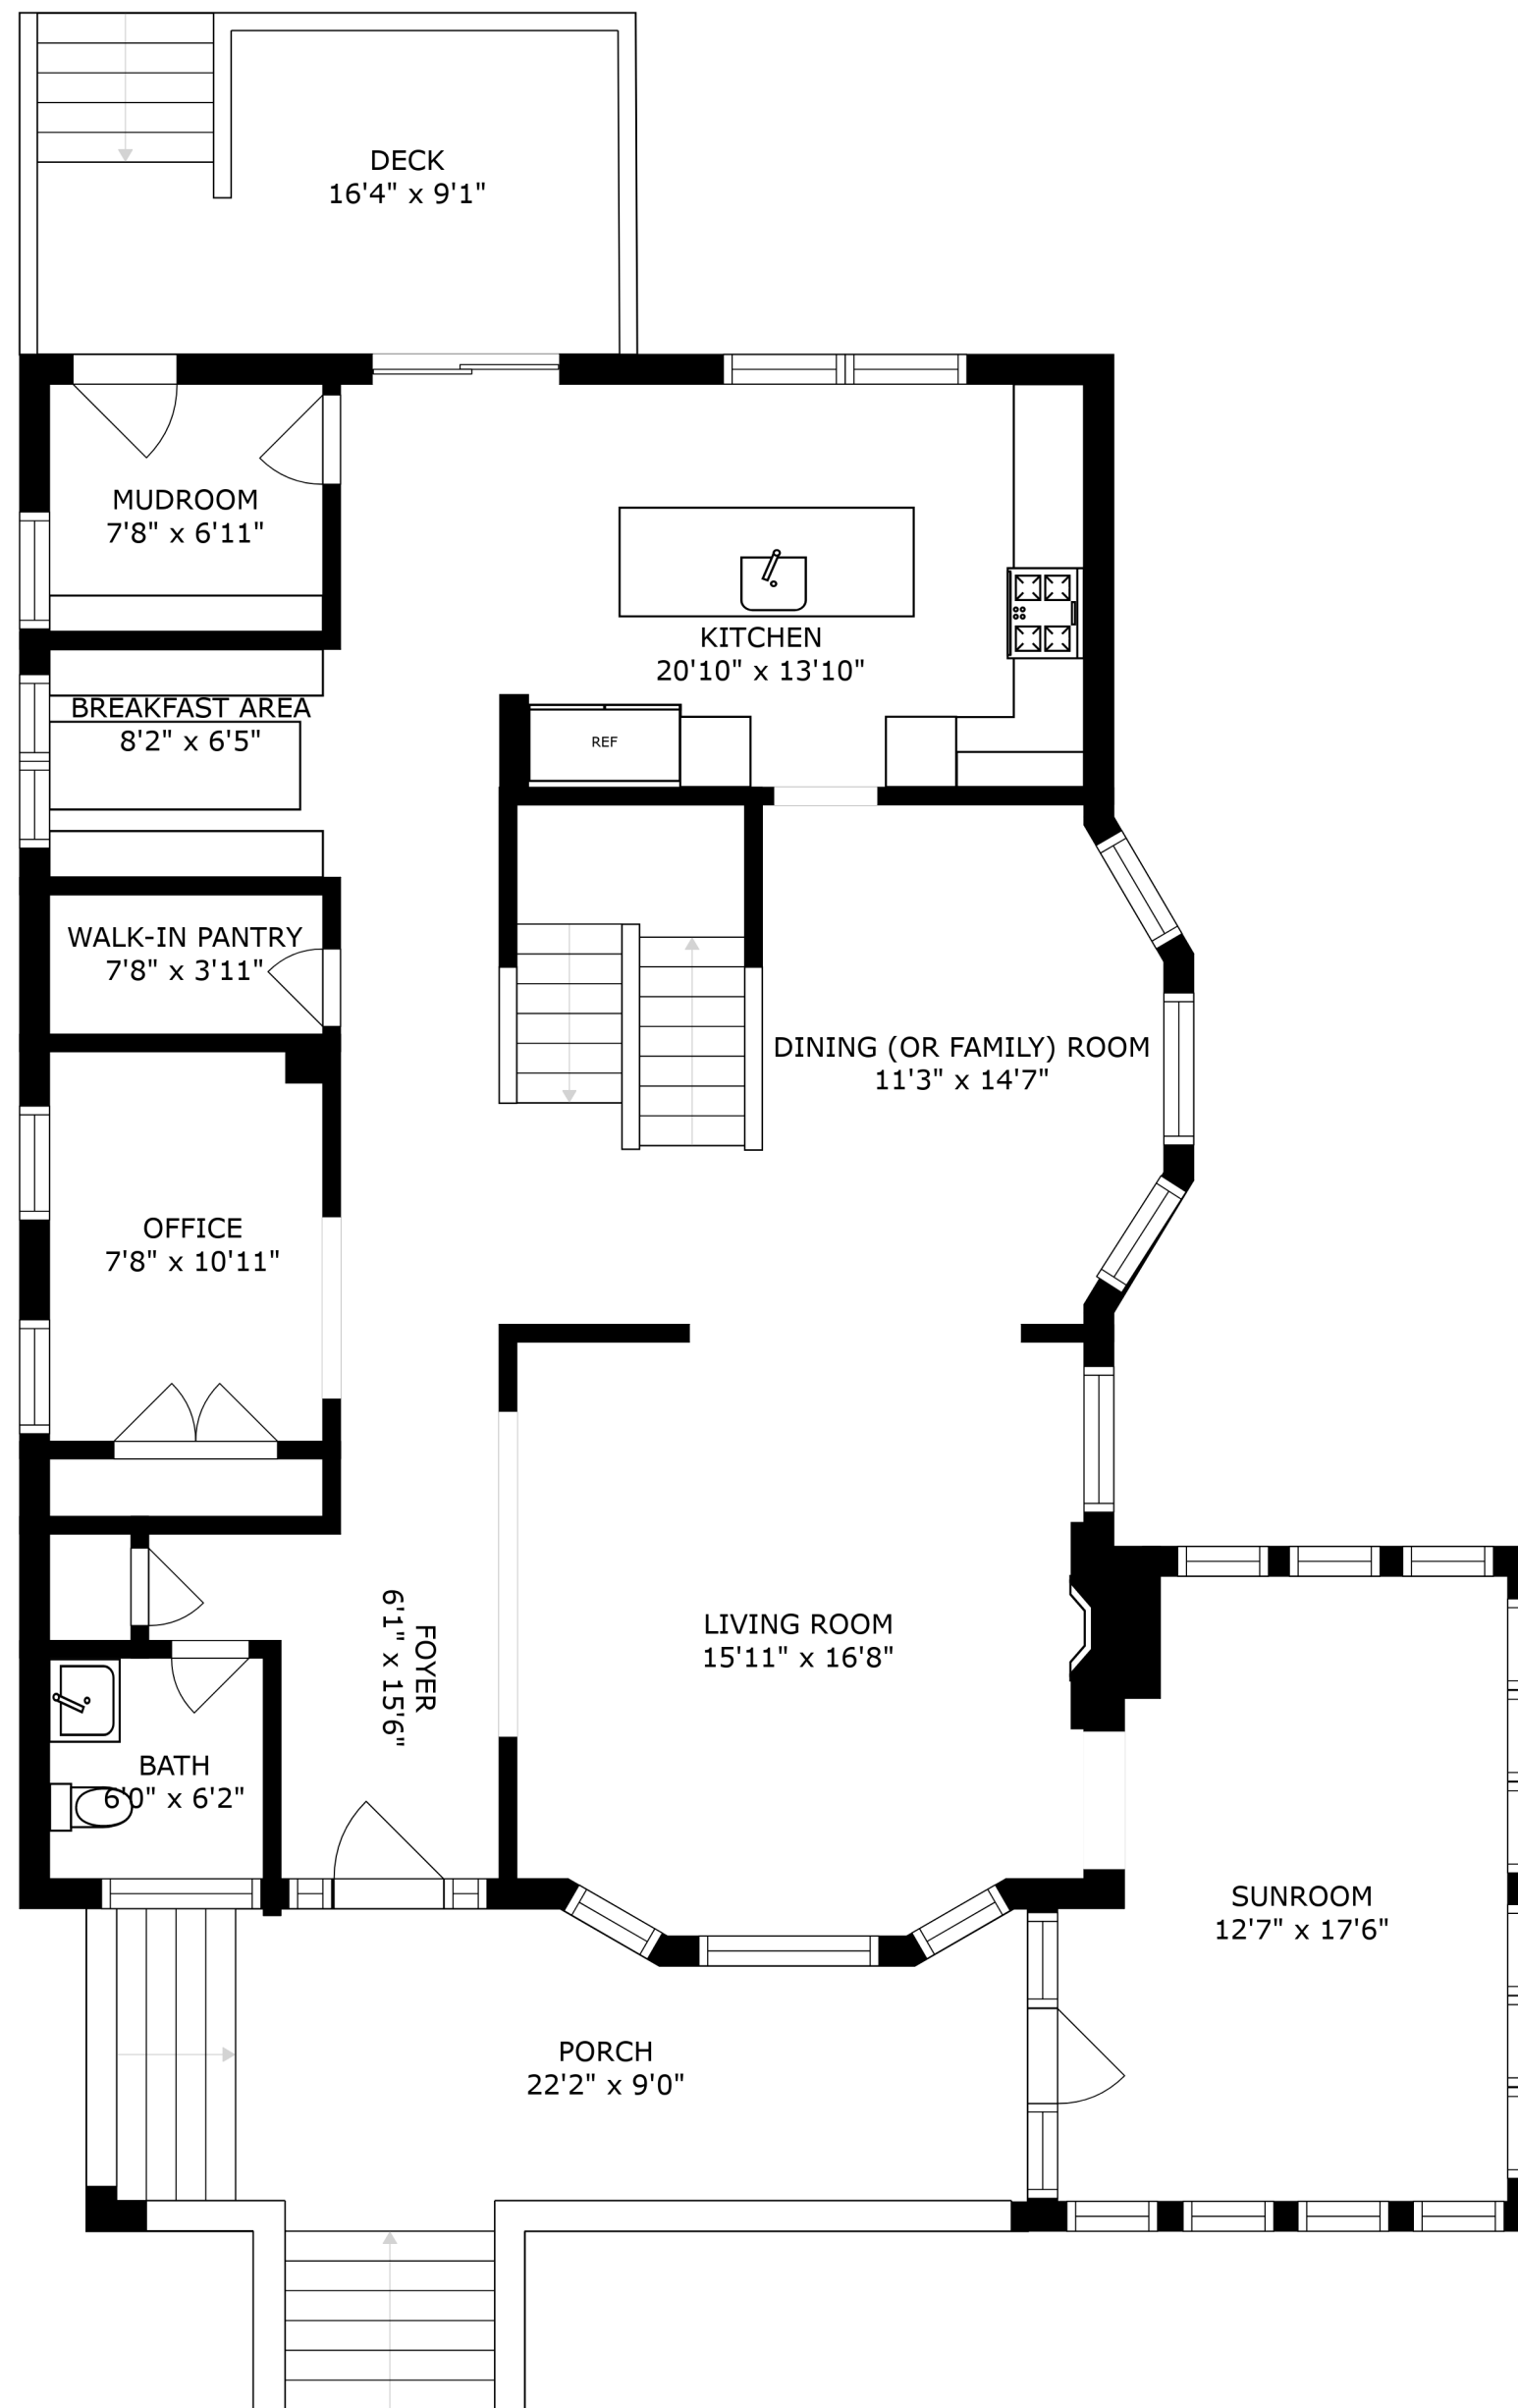 DECK
16'4" x 9'1"
MUDROOM
7'8" x 6'11"
KITCHEN
20'10" x 13'10"
BREAKFAST AREA
8'2" x 6'5"
REF
WALK-IN PANTRY
7'8" x 3'11"
DINING (OR FAMILY) ROOM
11'3" x 14'7"
OFFICE
7'8" x 10'11"
FOYER
6'1" x 15'6"
LIVING ROOM
15'11" x 16'8"
BATH
6'0" x 6'2"
SUNROOM
12'7" x 17'6"
PORCH
22'2" x 9'0"